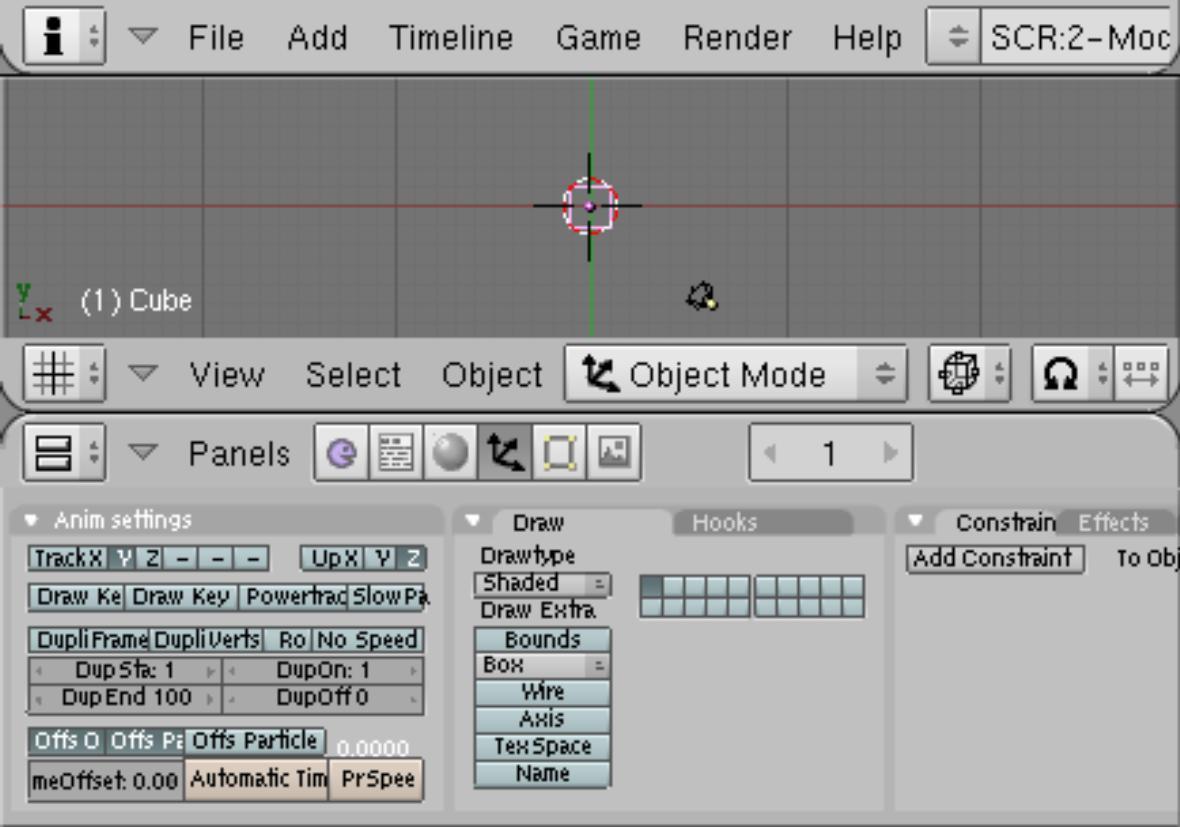 File Add Timeline Game Render Help SCR:2-Moc
y
x
(1) Cube
View Select Object Object Mode
Panels 1
Anim settings
TrackX Y Z - - - UpX Y Z
Draw Ke Draw Key Powertrac SlowPa
DupliFrame DupliVerts Ro No Speed
DupSta: 1 DupOn: 1
DupEnd 100 DupOff 0
Offs O Offs Pa Offs Particle 0.0000
meOffset: 0.00 Automatic Tim PrSpee
Draw Hooks
Drawtype
Shaded
Draw Extra
Bounds
Box
Wire
Axis
TexSpace
Name
Constrain Effects
Add Constraint To Obj